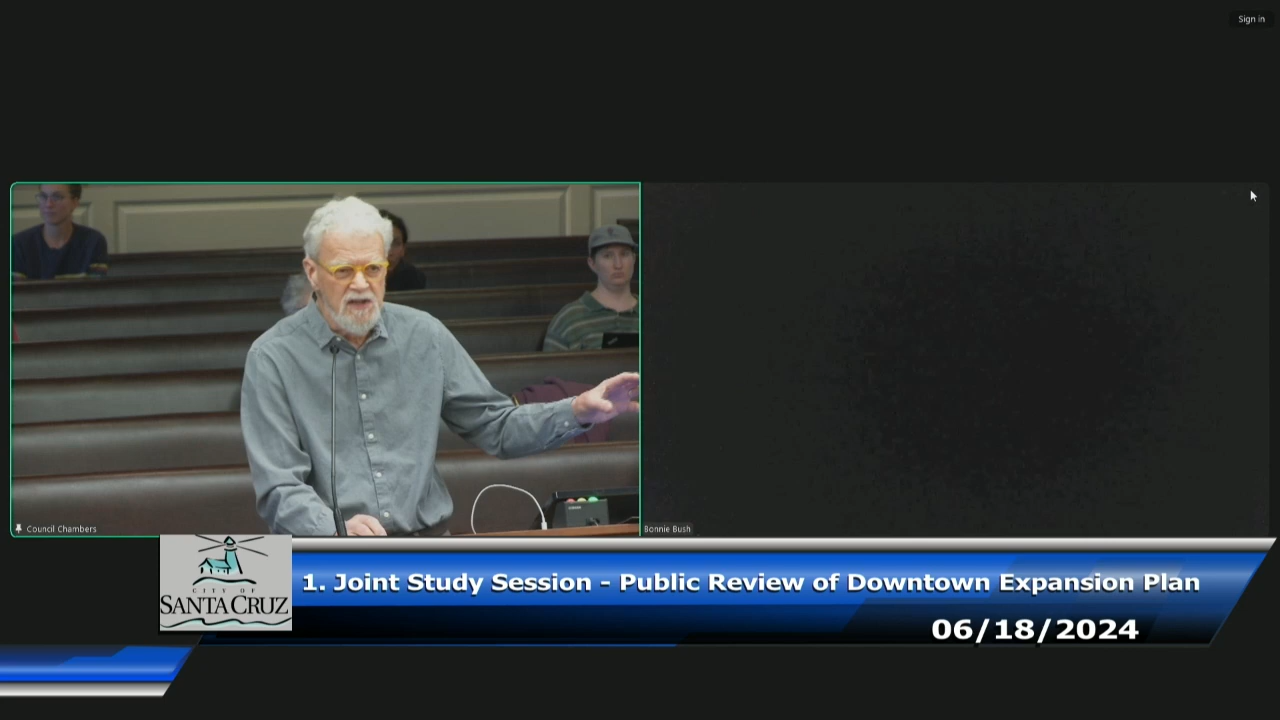 Sign in
Council Chambers
Bonnie Bush
CITY OF
SANTA CRUZ
1. Joint Study Session - Public Review of Downtown Expansion Plan
06/18/2024